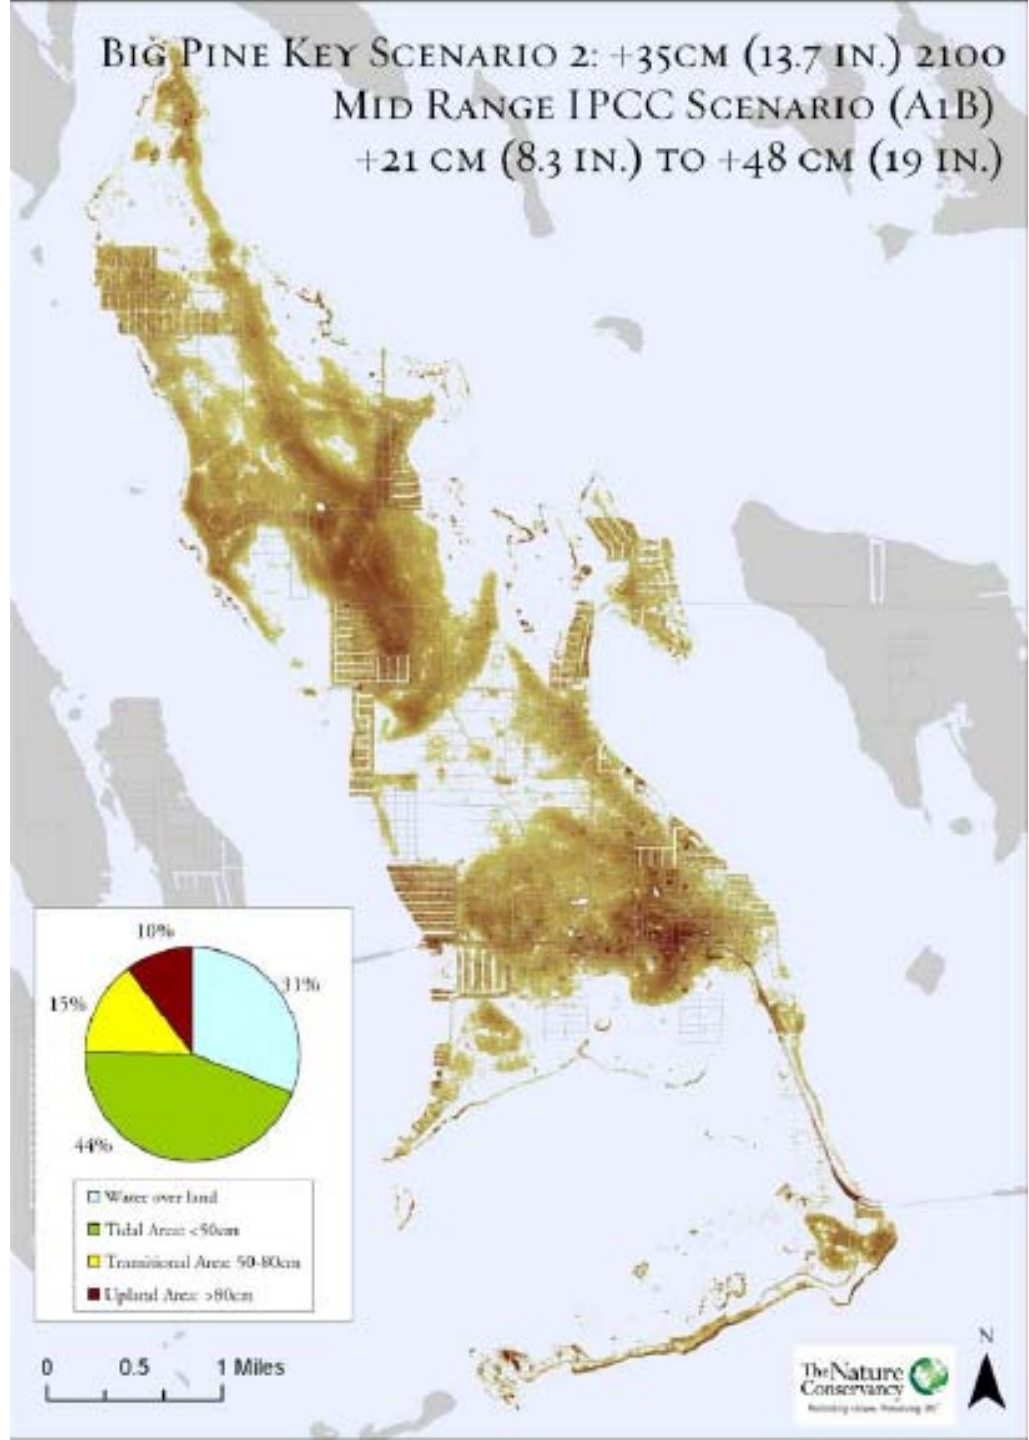 Big Pine Key Scenario 2: +35cm (13.7 in.) 2100
Mid Range IPCC Scenario (A1B)
+21 cm (8.3 in.) to +48 cm (19 in.)
10%
31%
15%
44%
Water over land
Tidal Area: <50cm
Transitional Area: 50-80cm
Upland Area: >80cm
0 0.5 1 Miles
N
The Nature
Conservancy